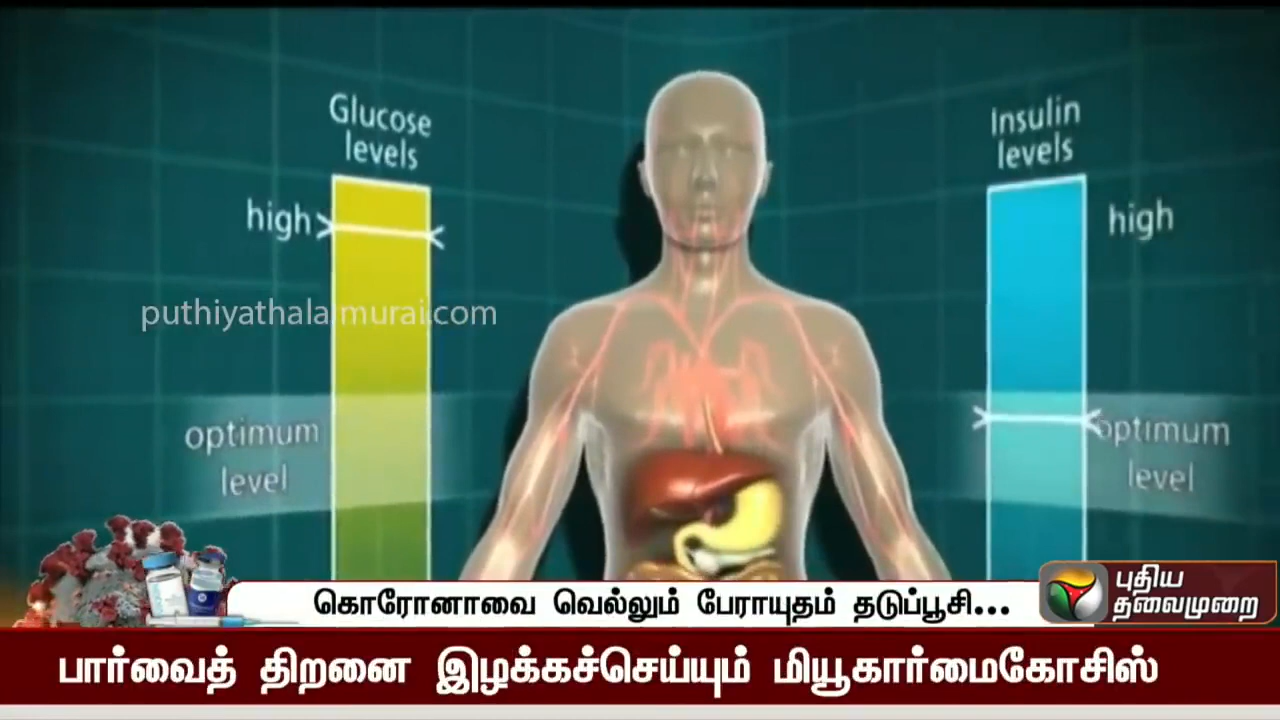 Glucose
levels
Insulin
levels
high
high
puthiyathalaimurai.com
optimum
level
optimum
level
கொரோனாவை வெல்லும் பேராயுதம் தடுப்பூசி...
புதிய
தலைமுறை
பார்வைத் திறனை இழக்கச்செய்யும் மியூகார்மைகோசிஸ்